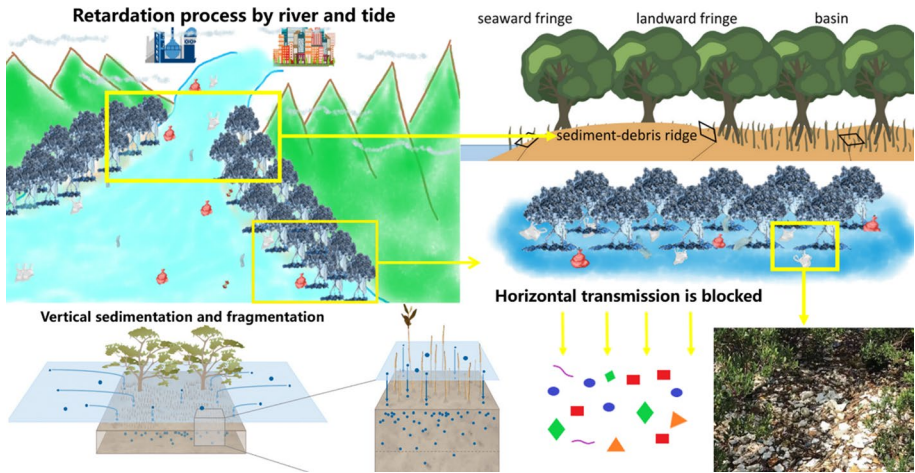 Retardation process by river and tide
seaward fringe
landward fringe
basin
sediment-debris ridge
Horizontal transmission is blocked
Vertical sedimentation and fragmentation